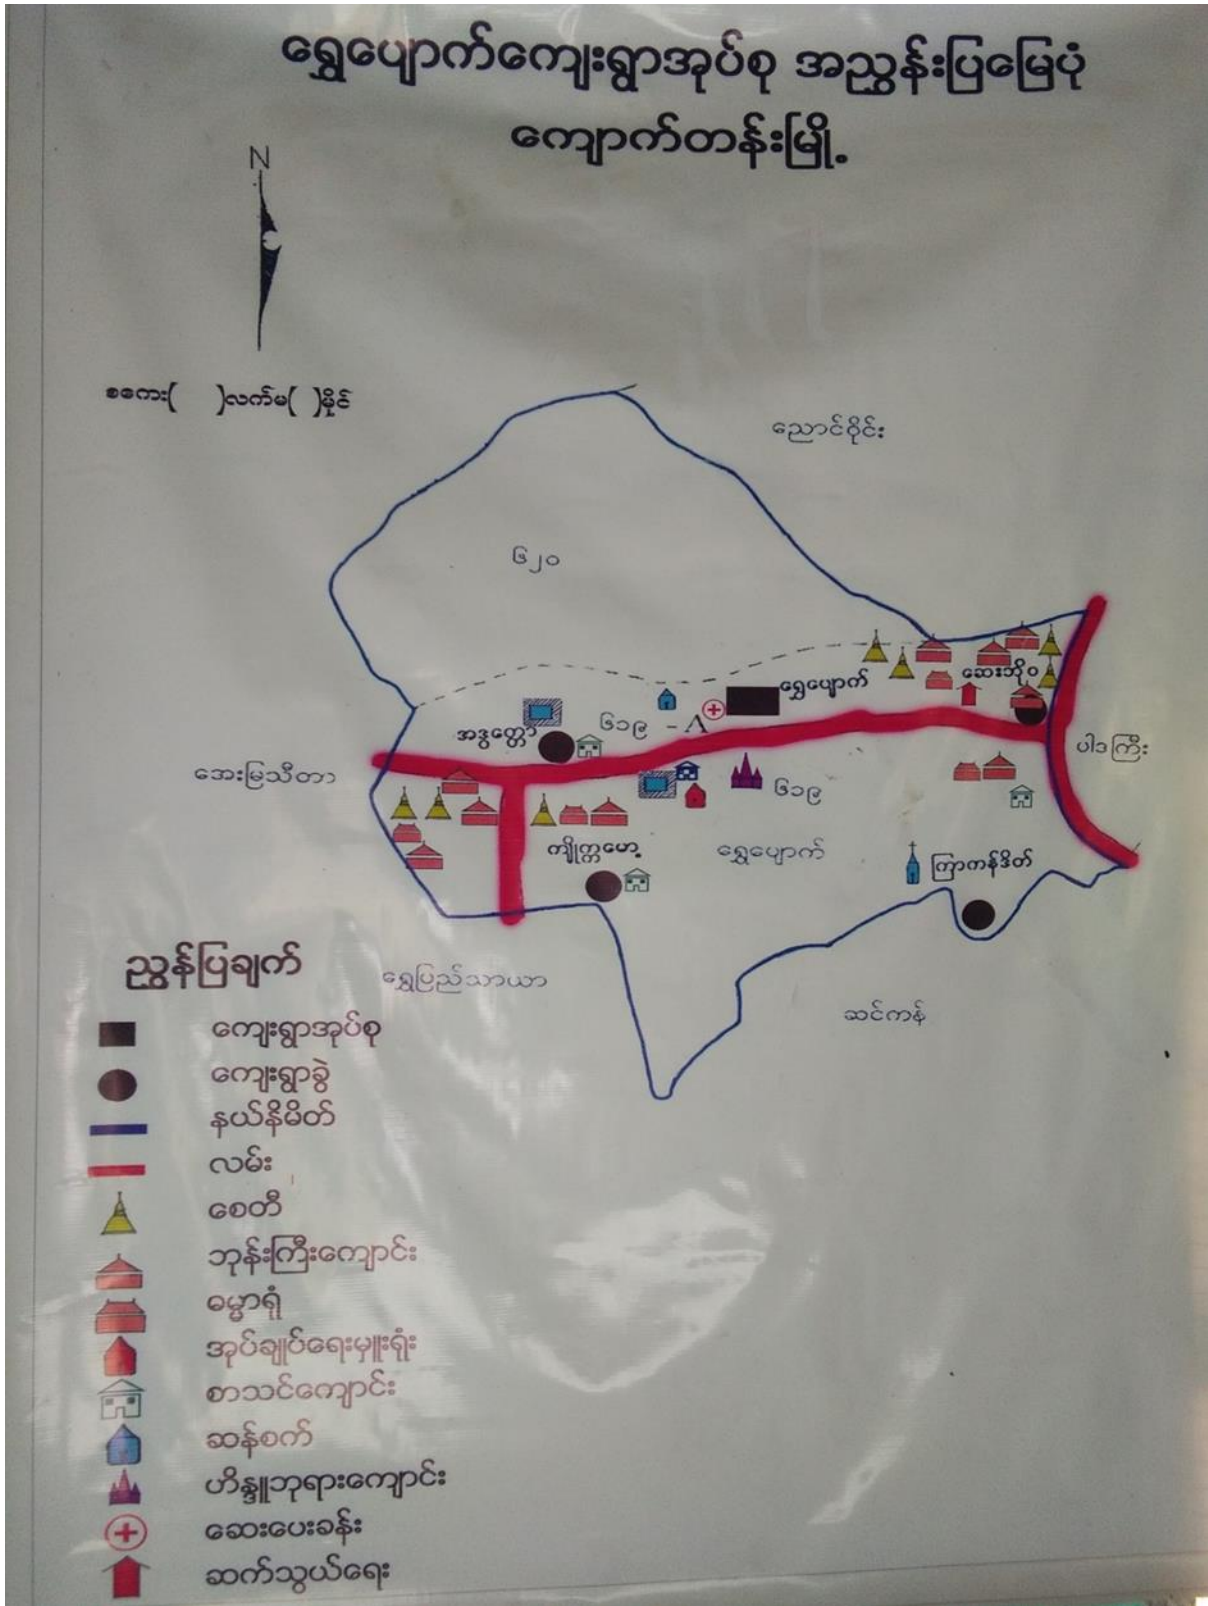 ရွှေပျောက်ကျေးရွာအုပ်စု အညွှန်းပြမြေပုံ
ကျောက်တန်းမြို့
N
စကေး( )လက်မ( )မိုင်
ညောင်ဝိုင်း
၆၂၀
ဆေးဘို၀
ရွှေပျောက်
၆၁၉ - A
အဒွတ္တော်
ပါဒကြီး
အေးမြသီတာ
၆၁၉
ကျိုက္ကမော့
ရွှေပျောက်
ကြာကန်ဒိတ်
ညွှန်ပြချက်
ရွှေပြည်သာယာ
ဆင်ကန်
ကျေးရွာအုပ်စု
ကျေးရွာခွဲ
နယ်နိမိတ်
လမ်း
စေတီ
ဘုန်းကြီးကျောင်း
ဓမ္မာရုံ
အုပ်ချုပ်ရေးမှူးရုံး
စာသင်ကျောင်း
ဆန်စက်
ဟိန္ဒူဘုရားကျောင်း
ဆေးပေးခန်း
ဆက်သွယ်ရေး